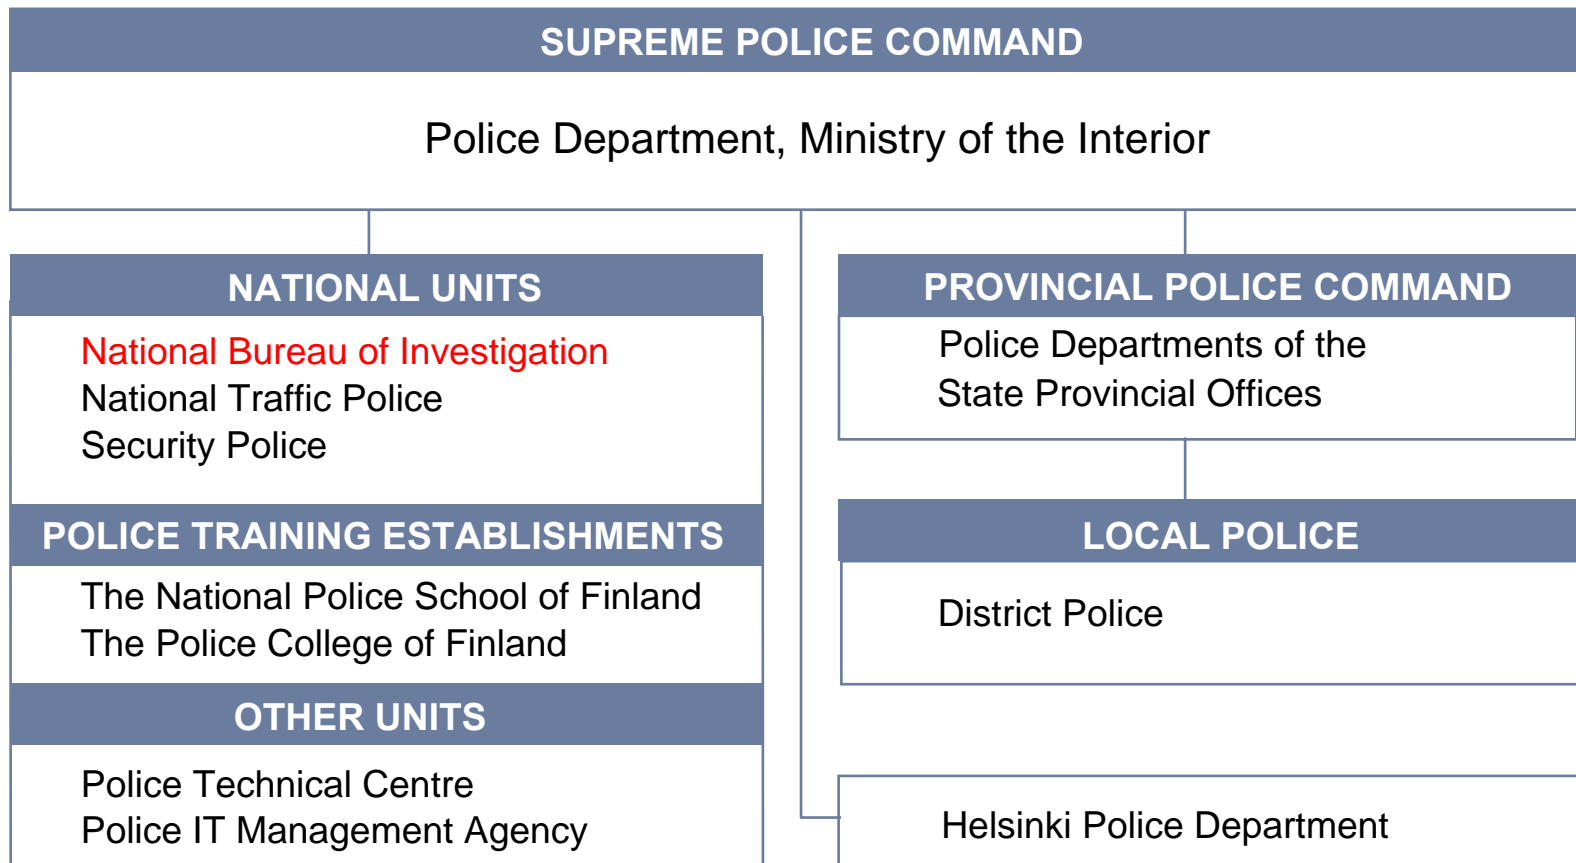 SUPREME POLICE COMMAND
Police Department, Ministry of the Interior
NATIONAL UNITS
National Bureau of Investigation
National Traffic Police
Security Police
POLICE TRAINING ESTABLISHMENTS
The National Police School of Finland
The Police College of Finland
OTHER UNITS
Police Technical Centre
Police IT Management Agency
PROVINCIAL POLICE COMMAND
Police Departments of the
State Provincial Offices
LOCAL POLICE
District Police
Helsinki Police Department